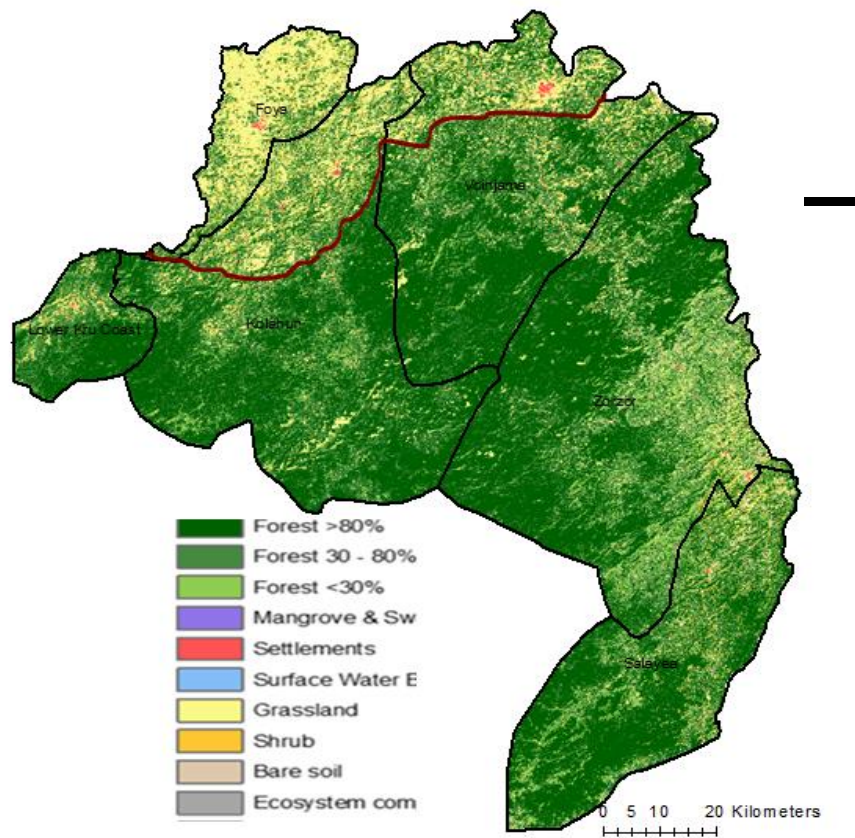 Foya
Voinjama
Lower Kru Coast
Kolahun
Zorzor
Salayea
Forest >80%
Forest 30 - 80%
Forest <30%
Mangrove & Sw
Settlements
Surface Water E
Grassland
Shrub
Bare soil
Ecosystem com
0 5 10 20 Kilometers